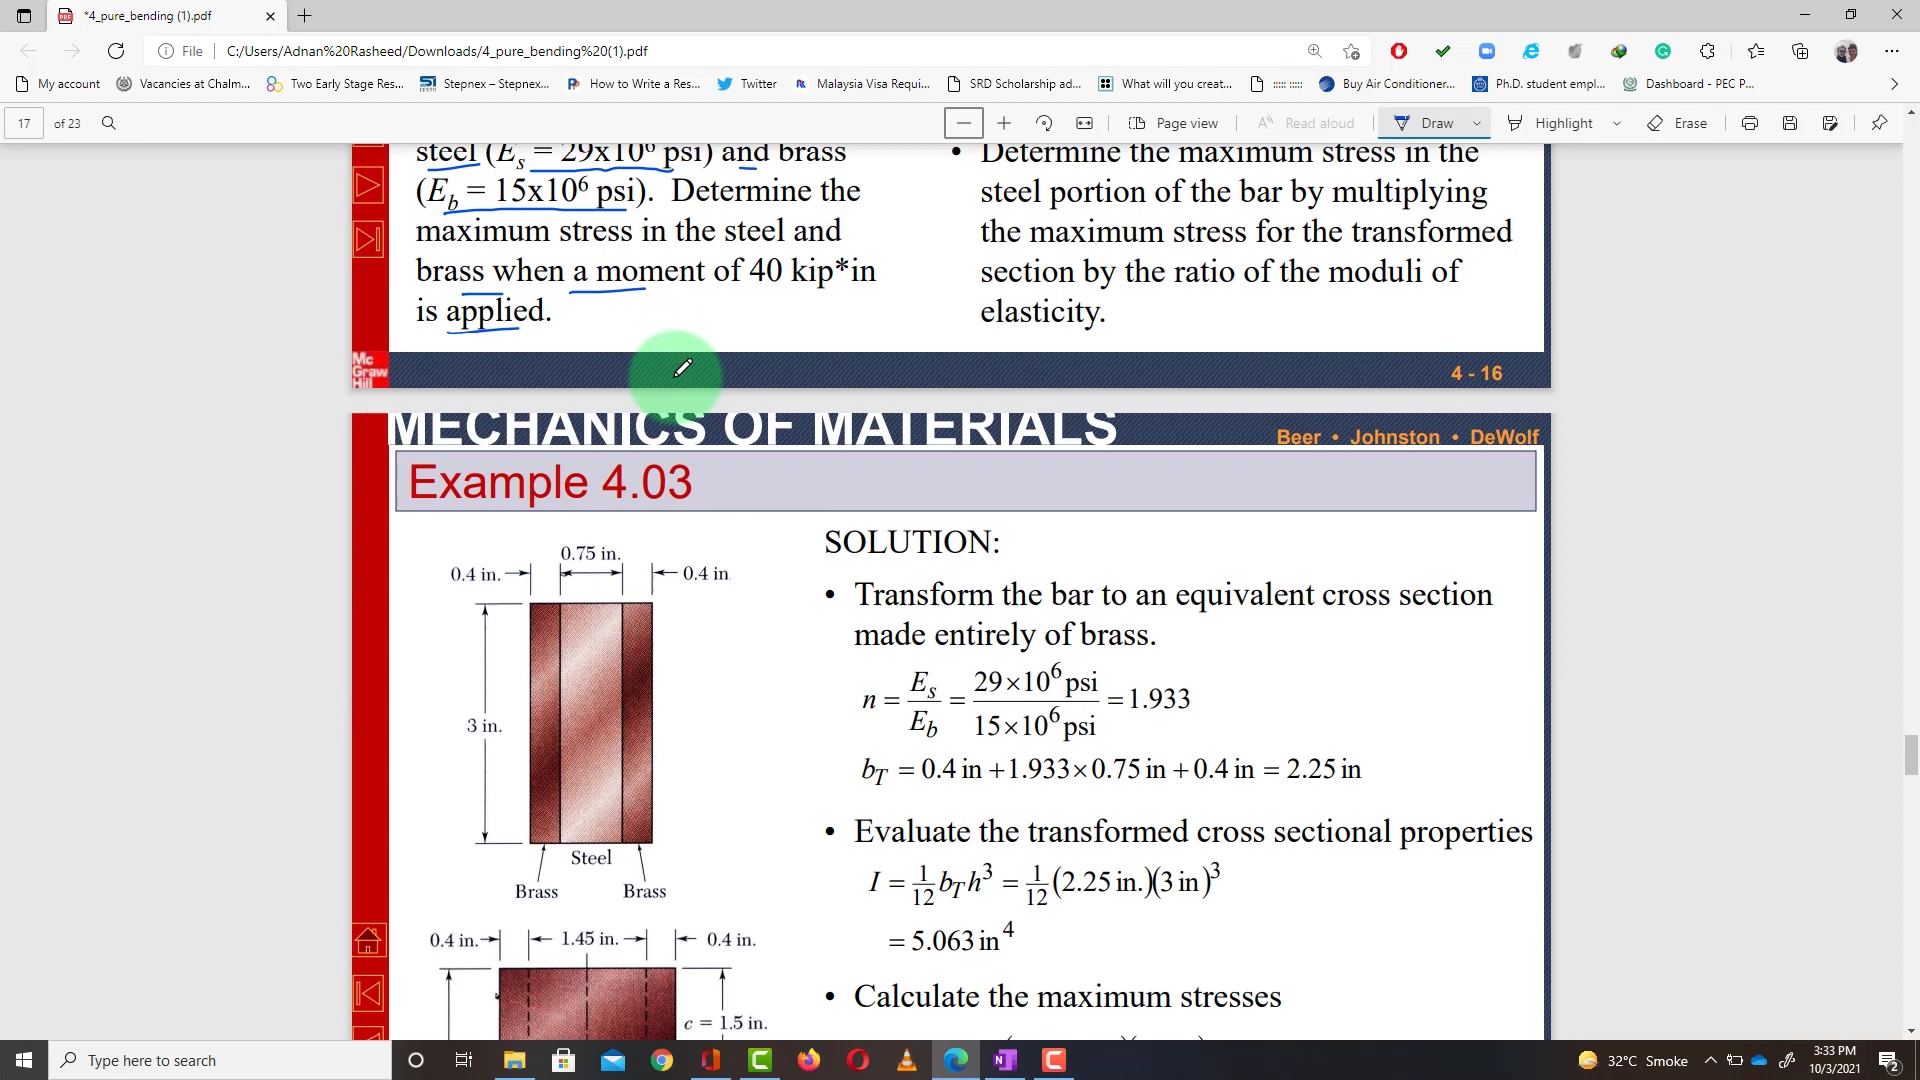 *4_pure_bending (1).pdf
File
C:/Users/Adnan%20Rasheed/Downloads/4_pure_bending%20(1).pdf
My account
Vacancies at Chalm...
Two Early Stage Res...
Stepnex – Stepnex...
How to Write a Res...
Twitter
Malaysia Visa Requi...
SRD Scholarship ad...
What will you creat...
Buy Air Conditioner...
Ph.D. student empl...
Dashboard - PEC P...
17 of 23
Page view
Read aloud
Draw
Highlight
Erase
steel (Es = 29x10⁶ psi) and brass
(Eb = 15x10⁶ psi). Determine the
maximum stress in the steel and
brass when a moment of 40 kip*in
is applied.
• Determine the maximum stress in the
steel portion of the bar by multiplying
the maximum stress for the transformed
section by the ratio of the moduli of
elasticity.
Mc
Graw
Hill
4 - 16
MECHANICS OF MATERIALS
Beer • Johnston • DeWolf
Example 4.03
0.75 in.
0.4 in.
0.4 in
3 in.
Steel
Brass
Brass
0.4 in.
1.45 in.
0.4 in.
c = 1.5 in.
SOLUTION:
• Transform the bar to an equivalent cross section
made entirely of brass.
n = Es/Eb = 29×10⁶ psi/15×10⁶ psi = 1.933
bT = 0.4 in + 1.933×0.75 in + 0.4 in = 2.25 in
• Evaluate the transformed cross sectional properties
I = 1/12 bT h³ = 1/12 (2.25 in.)(3 in)³
= 5.063 in⁴
• Calculate the maximum stresses
Type here to search
32°C Smoke
3:33 PM
10/3/2021
2